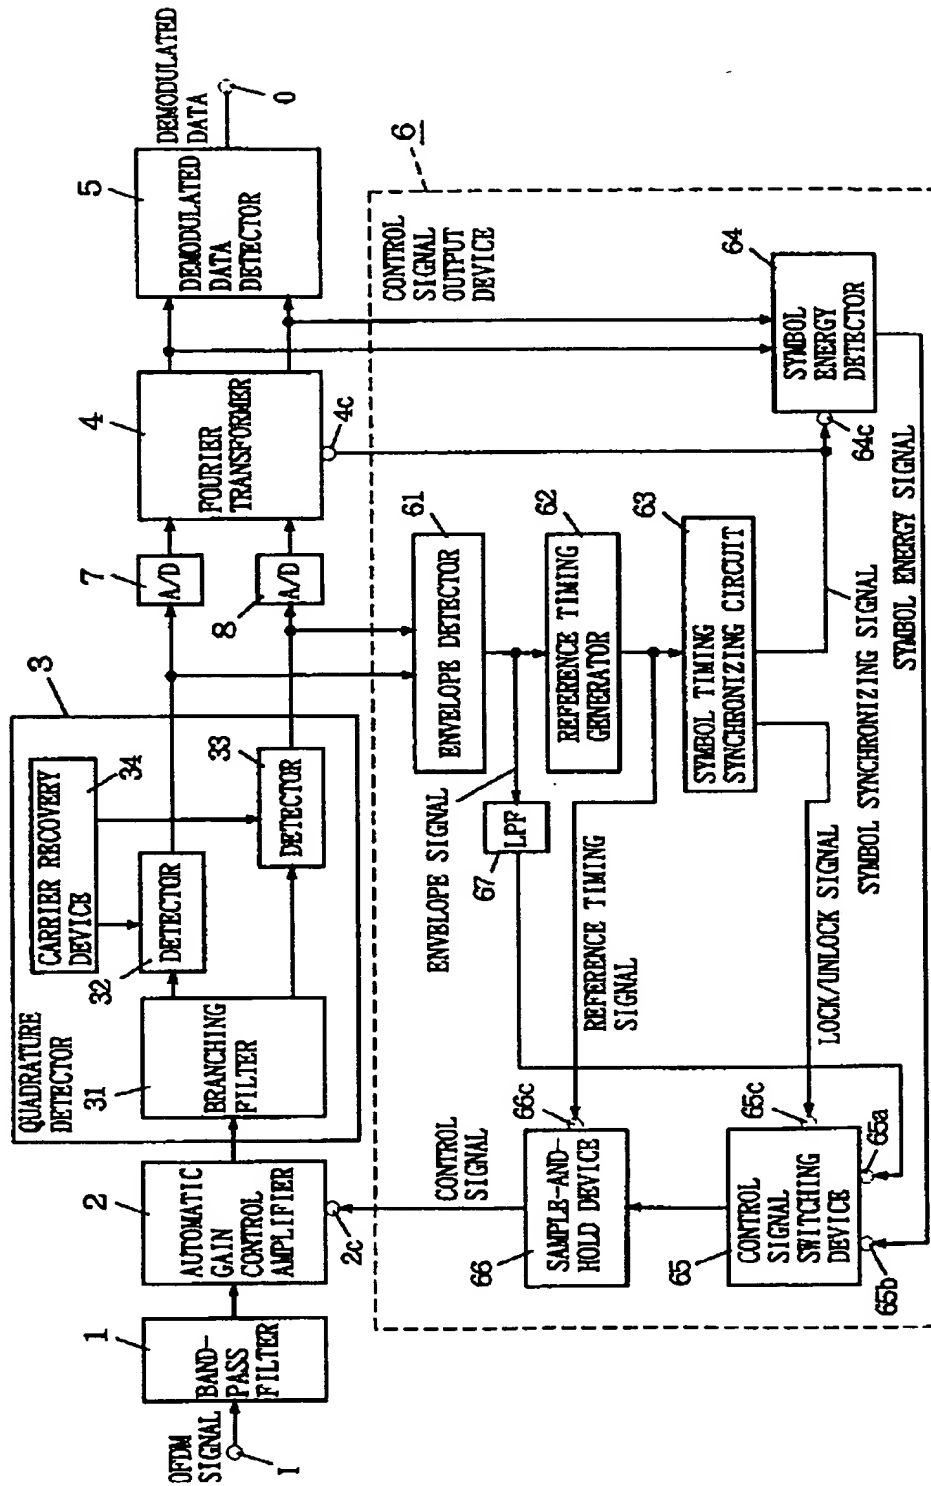 OFDM
SIGNAL
I
1
BAND-
PASS
FILTER
2
AUTOMATIC
GAIN
CONTROL
AMPLIFIER
2c
QUADRATURE
DETECTOR
3
31
BRANCHING
FILTER
32
DETECTOR
CARRIER RECOVERY
DEVICE
34
33
DETECTOR
7
A/D
8
A/D
4
FOURIER
TRANSFORMER
4c
5
DEMODULATED
DATA
DETECTOR
DEMODULATED
DATA
O
6
CONTROL
SIGNAL
OUTPUT
DEVICE
61
ENVELOPE DETECTOR
ENVELOPE SIGNAL
67
LPF
62
REFERENCE TIMING
GENERATOR
REFERENCE TIMING
SIGNAL
63
SYMBOL TIMING
SYNCHRONIZING CIRCUIT
LOCK/UNLOCK SIGNAL
SYMBOL SYNCHRONIZING SIGNAL
64
SYMBOL
ENERGY
DETECTOR
64c
SYMBOL ENERGY SIGNAL
CONTROL
SIGNAL
66
SAMPLE-AND-
HOLD DEVICE
66c
65
CONTROL
SIGNAL
SWITCHING
DEVICE
65c
65a
65b